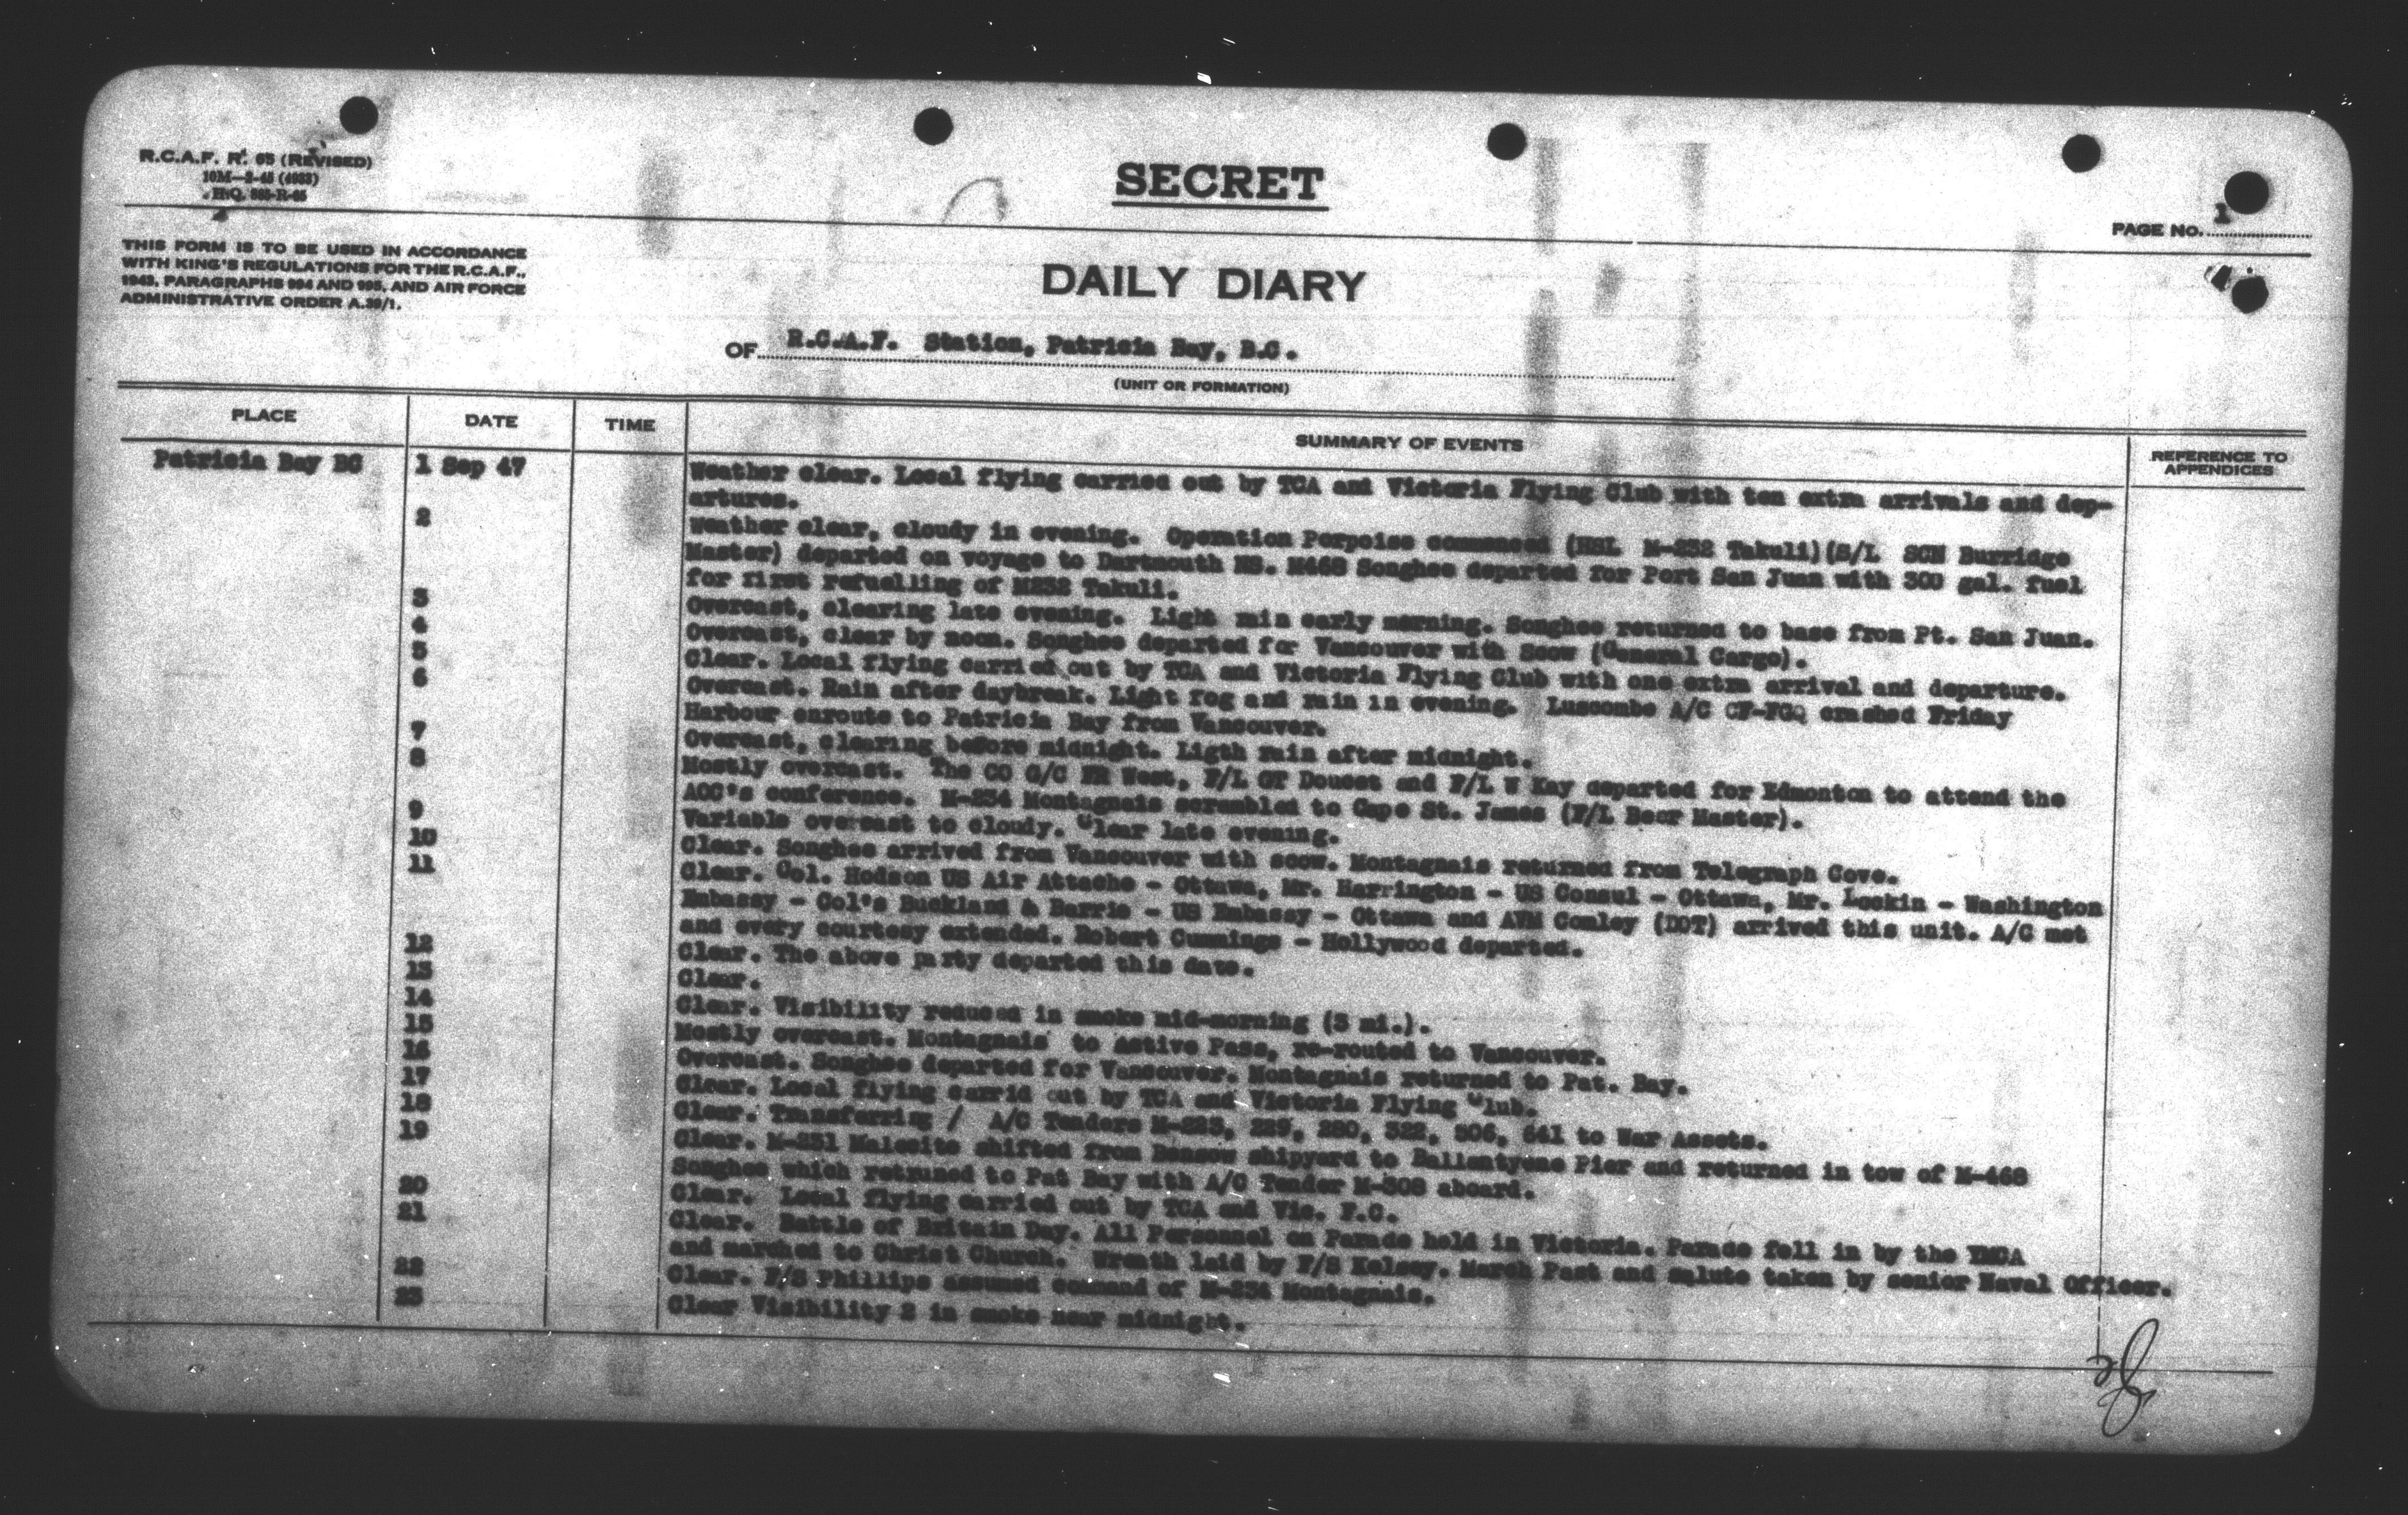 R.C.A.F. R. 65 (REVISED)
10M—2-45 (4033)
H.Q. 885-R-65
SECRET
PAGE NO. 1
THIS FORM IS TO BE USED IN ACCORDANCE
WITH KING'S REGULATIONS FOR THE R.C.A.F.,
1943, PARAGRAPHS 994 AND 995, AND AIR FORCE
ADMINISTRATIVE ORDER A.39/1.
DAILY DIARY
OF R.C.A.F. Station, Patricia Bay, B.C.
(UNIT OR FORMATION)
PLACE DATE TIME SUMMARY OF EVENTS REFERENCE TO APPENDICES
Patricia Bay BC 1 Sep 47 Weather clear. Local flying carried out by TCA and Victoria Flying Club with ten extra arrivals and dep-
artures.
2 Weather clear, cloudy in evening. Operation Porpoise commenced (HSL M-232 Takuli)(S/L SCM Burridge
Master) departed on voyage to Dartmouth NS. M468 Songhee departed for Port San Juan with 300 gal. fuel
for first refuelling of M232 Takuli.
3 Overcast, clearing late evening. Light rain early morning. Songhee returned to base from Pt. San Juan.
4 Overcast, clear by noon. Songhee departed for Vancouver with Scow (General Cargo).
5 Clear. Local flying carried out by TCA and Victoria Flying Club with one extra arrival and departure.
6 Overcast. Rain after daybreak. Light fog and rain in evening. Luscombe A/C CF-FGQ crashed Friday
Harbour enroute to Patricia Bay from Vancouver.
7 Overcast, clearing before midnight. Ligth rain after midnight.
8 Mostly overcast. The CO G/C FR West, F/L GT Doucet and F/L W Kay departed for Edmonton to attend the
AOC's conference. M-234 Montagnais scrambled to Cape St. James (F/L Beer Master).
9 Variable overcast to cloudy. Clear late evening.
10 Clear. Songhee arrived from Vancouver with scow. Montagnais returned from Telegraph Cove.
11 Clear. Col. Hodson US Air Attache - Ottawa, Mr. Harrington - US Consul - Ottawa, Mr. Lockin - Washington
Embassy - Col's Buckland & Barrie - US Embassy - Ottawa and AVM Comley (DOT) arrived this unit. A/C met
and every courtesy extended. Robert Cummings - Hollywood departed.
12 Clear. The above party departed this date.
13 Clear.
14 Clear. Visibility reduced in smoke mid-morning (3 mi.).
15 Mostly overcast. Montagnais to Active Pass, re-routed to Vancouver.
16 Overcast. Songhee departed for Vancouver. Montagnais returned to Pat. Bay.
17 Clear. Local flying carrid out by TCA and Victoria Flying Club.
18 Clear. Transferring / A/C Tenders M-223, 229, 280, 322, 506, 541 to War Assets.
19 Clear. M-231 Malecite shifted from Benson shipyard to Ballantyone Pier and returned in tow of M-468
Songhee which retruned to Pat Bay with A/C Tender M-308 aboard.
20 Clear. Local flying carried out by TCA and Vic. F.C.
21 Clear. Battle of Britain Day. All Personnel on Parade held in Victoria. Parade fell in by the YMCA
and marched to Christ Church. Wreath laid by F/S Kelsey. March Past and salute taken by senior Naval Officer.
22 Clear. F/S Phillips assumed command of M-234 Montagnais.
23 Clear Visibility 2 in smoke near midnight.